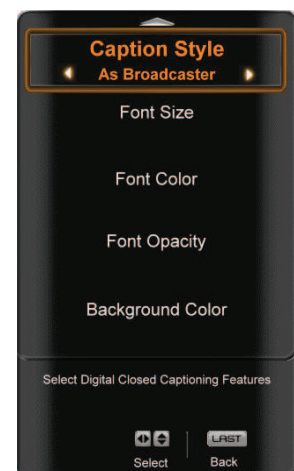 Caption Style
As Broadcaster
Font Size
Font Color
Font Opacity
Background Color
Select Digital Closed Captioning Features
LAST
Select Back